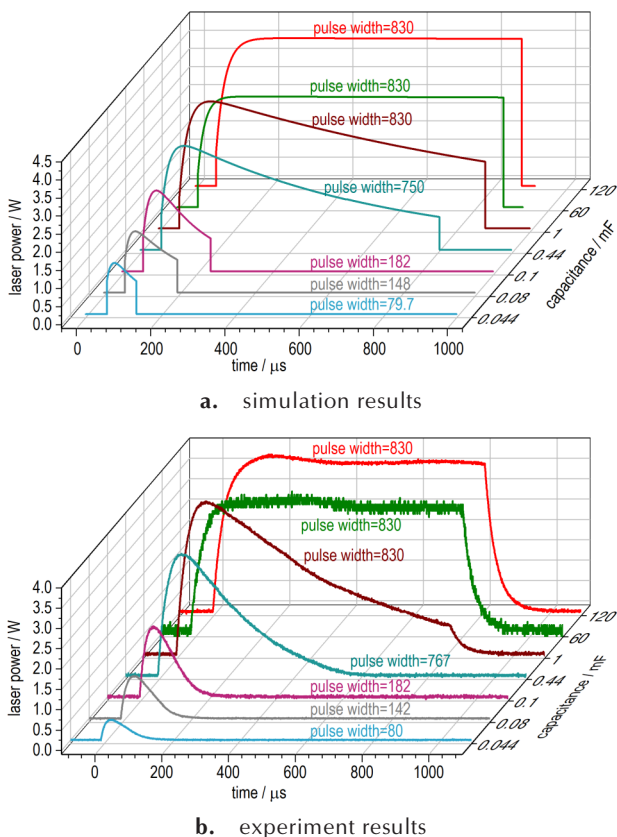 pulse width=830
pulse width=830
pulse width=830
pulse width=750
pulse width=182
pulse width=148
pulse width=79.7
4.5
4.0
3.5
3.0
2.5
2.0
1.5
1.0
0.5
0.0
laser power / W
0 200 400 600 800 1000
time / μs
120
60
1
0.44
0.1
0.08
0.044
capacitance / mF
a. simulation results
pulse width=830
pulse width=830
pulse width=830
pulse width=767
pulse width=182
pulse width=142
pulse width=80
4.0
3.5
3.0
2.5
2.0
1.5
1.0
0.5
0.0
laser power / W
0 200 400 600 800 1000
time / μs
120
60
1
0.44
0.1
0.08
0.044
capacitance / mF
b. experiment results